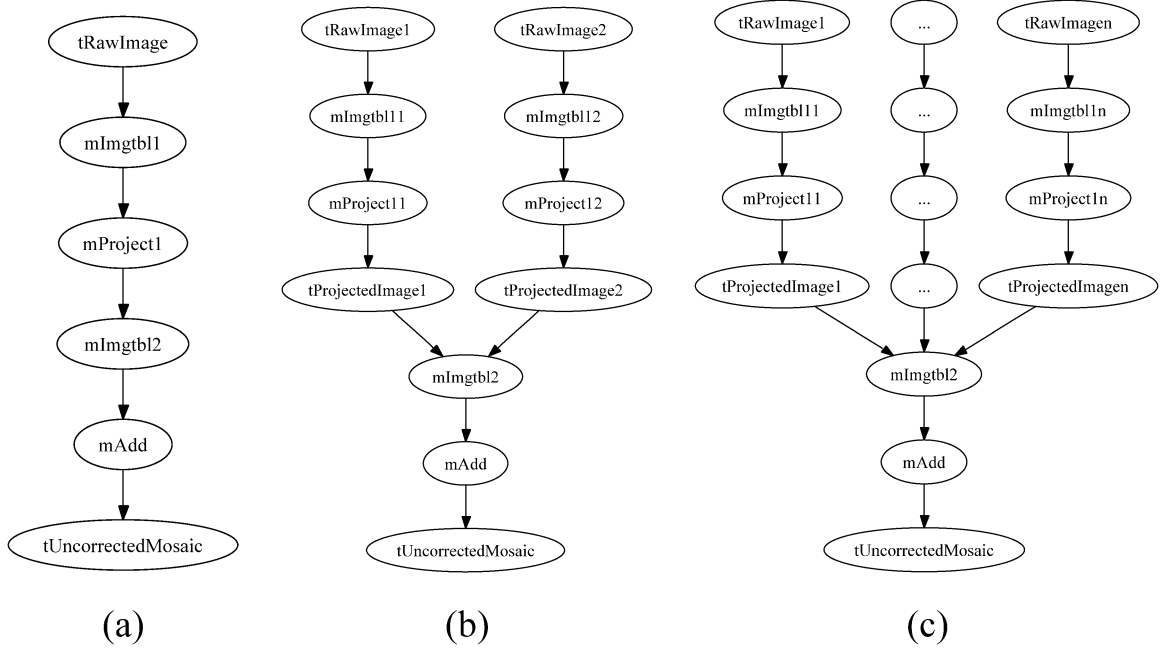 tRawImage
mImgtbl1
mProject1
mImgtbl2
mAdd
tUncorrectedMosaic
(a)
tRawImage1
tRawImage2
mImgtbl11
mImgtbl12
mProject11
mProject12
tProjectedImage1
tProjectedImage2
mImgtbl2
mAdd
tUncorrectedMosaic
(b)
tRawImage1
...
tRawImagen
mImgtbl11
...
mImgtbl1n
mProject11
...
mProject1n
tProjectedImage1
...
tProjectedImagen
mImgtbl2
mAdd
tUncorrectedMosaic
(c)